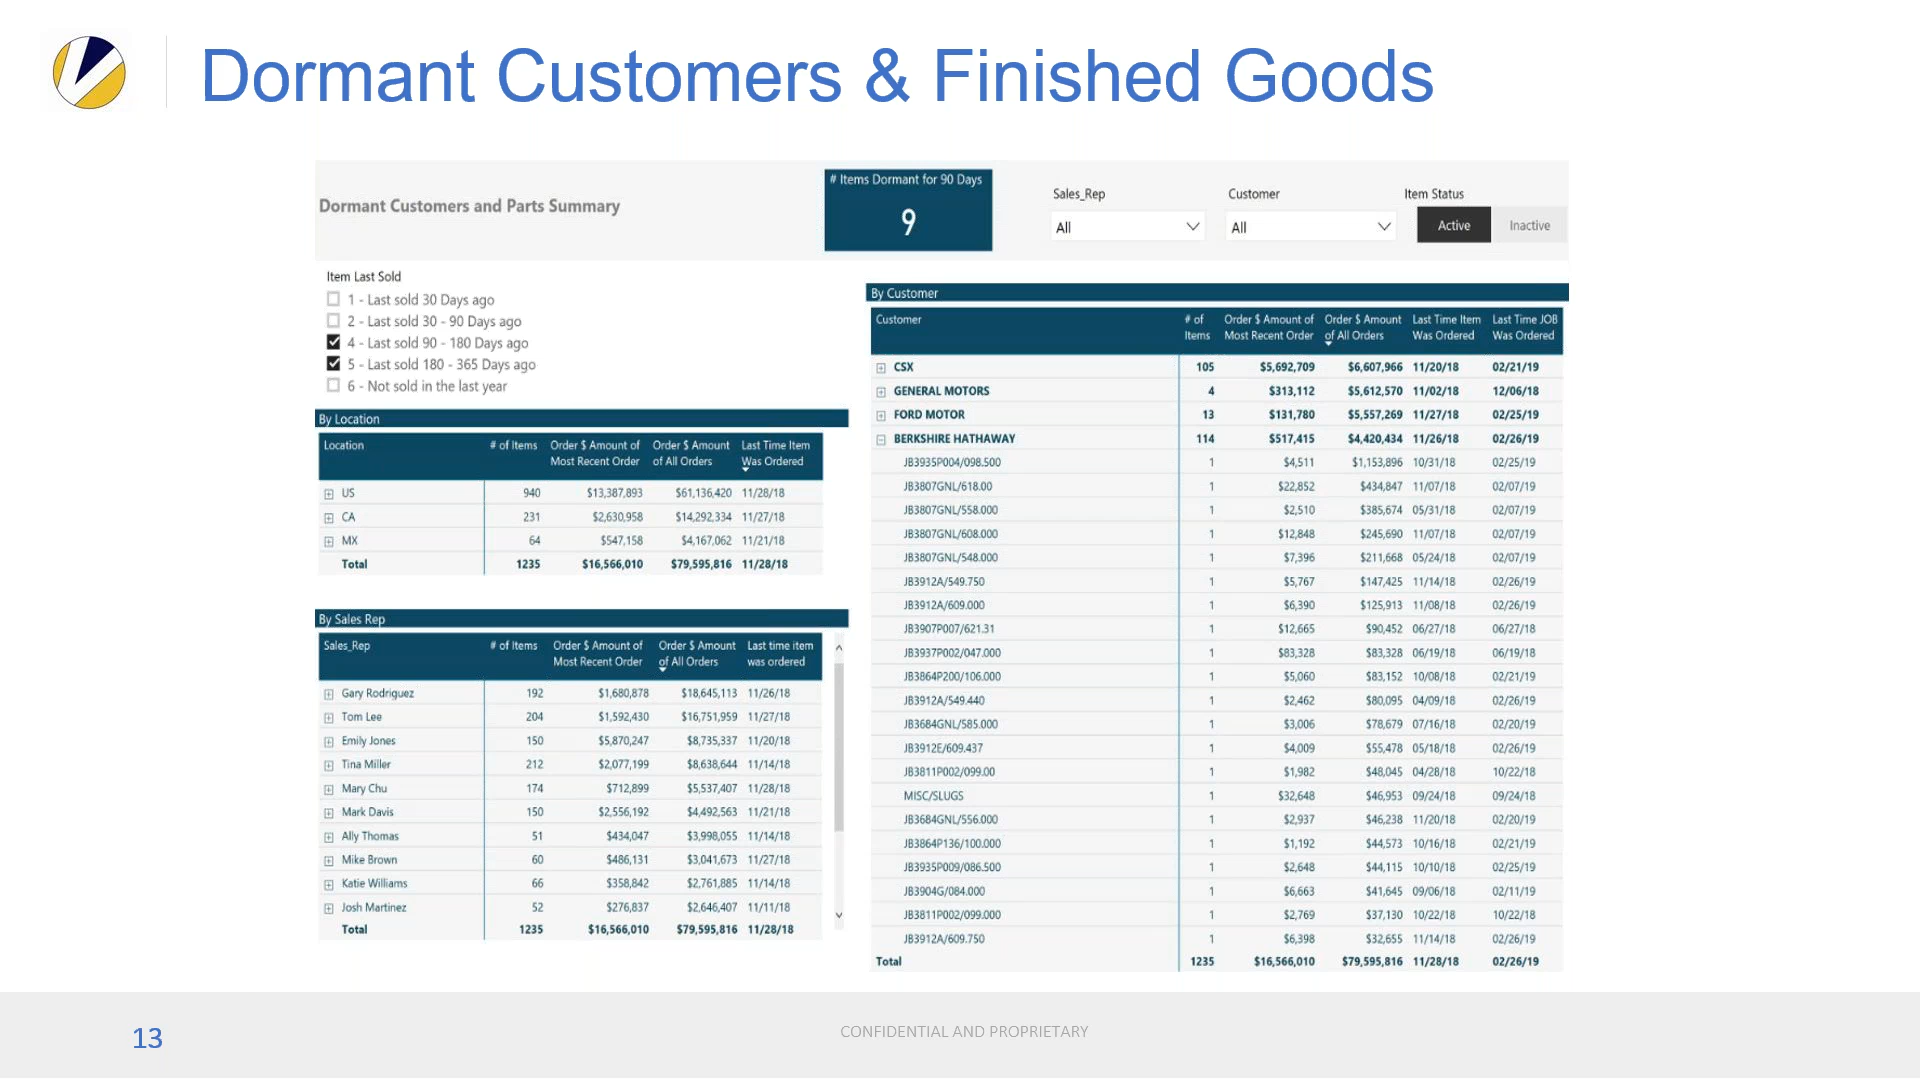 Dormant Customers & Finished Goods
Dormant Customers and Parts Summary
# Items Dormant for 90 Days
9
Sales_Rep
All
Customer
All
Item Status
Active Inactive
Item Last Sold
1 - Last sold 30 Days ago
2 - Last sold 30 - 90 Days ago
4 - Last sold 90 - 180 Days ago
5 - Last sold 180 - 365 Days ago
6 - Not sold in the last year
By Location
Location # of Items Order $ Amount of Order $ Amount Last Time Item
Most Recent Order of All Orders Was Ordered
US 940 $13,387,893 $61,136,420 11/28/18
CA 231 $2,630,958 $14,292,334 11/27/18
MX 64 $547,158 $4,167,062 11/21/18
Total 1235 $16,566,010 $79,595,816 11/28/18
By Sales Rep
Sales_Rep # of Items Order $ Amount of Order $ Amount Last time item
Most Recent Order of All Orders was ordered
Gary Rodriguez 192 $1,680,878 $18,645,113 11/26/18
Tom Lee 204 $1,592,430 $16,751,959 11/27/18
Emily Jones 150 $5,870,247 $8,735,337 11/20/18
Tina Miller 212 $2,077,199 $8,638,644 11/14/18
Mary Chu 174 $712,899 $5,537,407 11/28/18
Mark Davis 150 $2,556,192 $4,492,563 11/21/18
Ally Thomas 51 $434,047 $3,998,055 11/14/18
Mike Brown 60 $486,131 $3,041,673 11/27/18
Katie Williams 66 $358,842 $2,761,885 11/14/18
Josh Martinez 52 $276,837 $2,646,407 11/11/18
Total 1235 $16,566,010 $79,595,816 11/28/18
By Customer
Customer # of Order $ Amount of Order $ Amount Last Time Item Last Time JOB
Items Most Recent Order of All Orders Was Ordered Was Ordered
CSX 105 $5,692,709 $6,607,966 11/20/18 02/21/19
GENERAL MOTORS 4 $313,112 $5,612,570 11/02/18 12/06/18
FORD MOTOR 13 $131,780 $5,557,269 11/27/18 02/25/19
BERKSHIRE HATHAWAY 114 $517,415 $4,420,434 11/26/18 02/26/19
JB3935P004/098.500 1 $4,511 $1,153,896 10/31/18 02/25/19
JB3807GNL/618.00 1 $22,852 $434,847 11/07/18 02/07/19
JB3807GNL/558.000 1 $2,510 $385,674 05/31/18 02/07/19
JB3807GNL/608.000 1 $12,848 $245,690 11/07/18 02/07/19
JB3807GNL/548.000 1 $7,396 $211,668 05/24/18 02/07/19
JB3912A/549.750 1 $5,767 $147,425 11/14/18 02/26/19
JB3912A/609.000 1 $6,390 $125,913 11/08/18 02/26/19
JB3907P007/621.31 1 $12,665 $90,452 06/27/18 06/27/18
JB3937P002/047.000 1 $83,328 $83,328 06/19/18 06/19/18
JB3864P200/106.000 1 $5,060 $83,152 10/08/18 02/21/19
JB3912A/549.440 1 $2,462 $80,095 04/09/18 02/26/19
JB3684GNL/585.000 1 $3,006 $78,679 07/16/18 02/20/19
JB3912E/609.437 1 $4,009 $55,478 05/18/18 02/26/19
JB3811P002/099.00 1 $1,982 $48,045 04/28/18 10/22/18
MISC/SLUGS 1 $32,648 $46,953 09/24/18 09/24/18
JB3684GNL/556.000 1 $2,937 $46,238 11/20/18 02/20/19
JB3864P136/100.000 1 $1,192 $44,573 10/16/18 02/21/19
JB3935P009/086.500 1 $2,648 $44,115 10/10/18 02/25/19
JB3904G/084.000 1 $6,663 $41,645 09/06/18 02/11/19
JB3811P002/099.000 1 $2,769 $37,130 10/22/18 10/22/18
JB3912A/609.750 1 $6,398 $32,655 11/14/18 02/26/19
Total 1235 $16,566,010 $79,595,816 11/28/18 02/26/19
13
CONFIDENTIAL AND PROPRIETARY